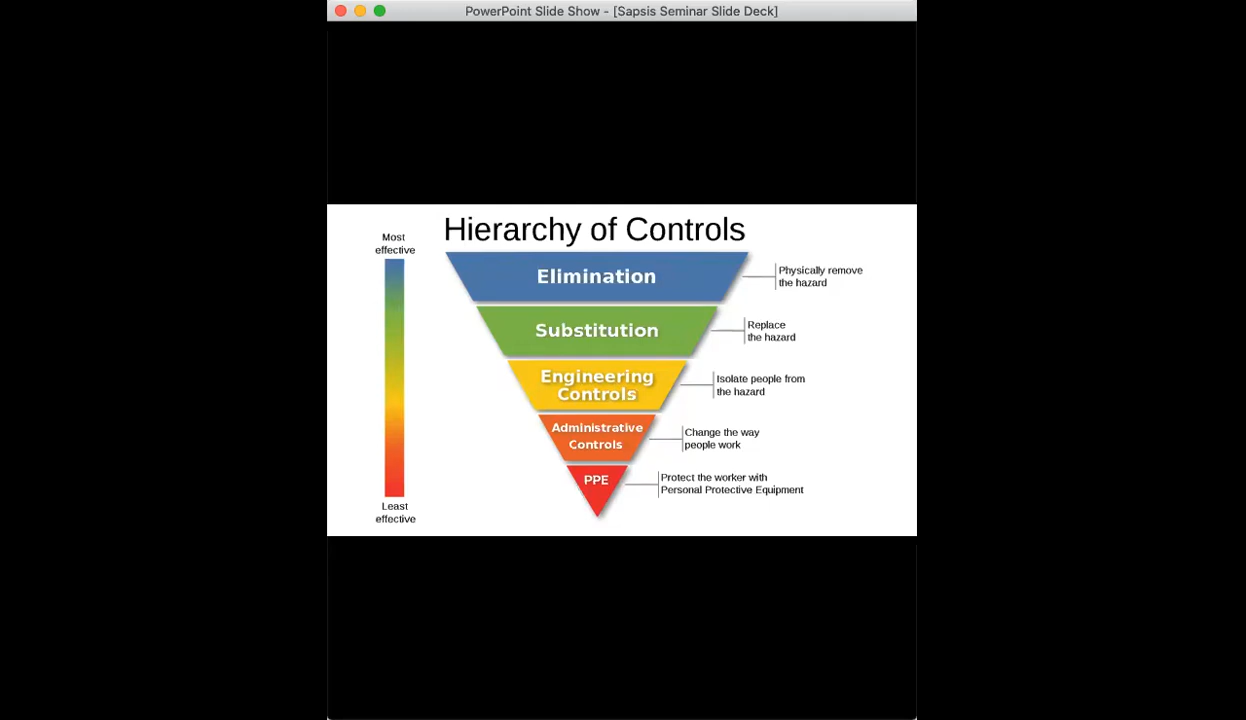 PowerPoint Slide Show - [Sapsis Seminar Slide Deck]
Hierarchy of Controls
Most
effective
Elimination
Physically remove
the hazard
Substitution
Replace
the hazard
Engineering
Controls
Isolate people from
the hazard
Administrative
Controls
Change the way
people work
PPE
Protect the worker with
Personal Protective Equipment
Least
effective